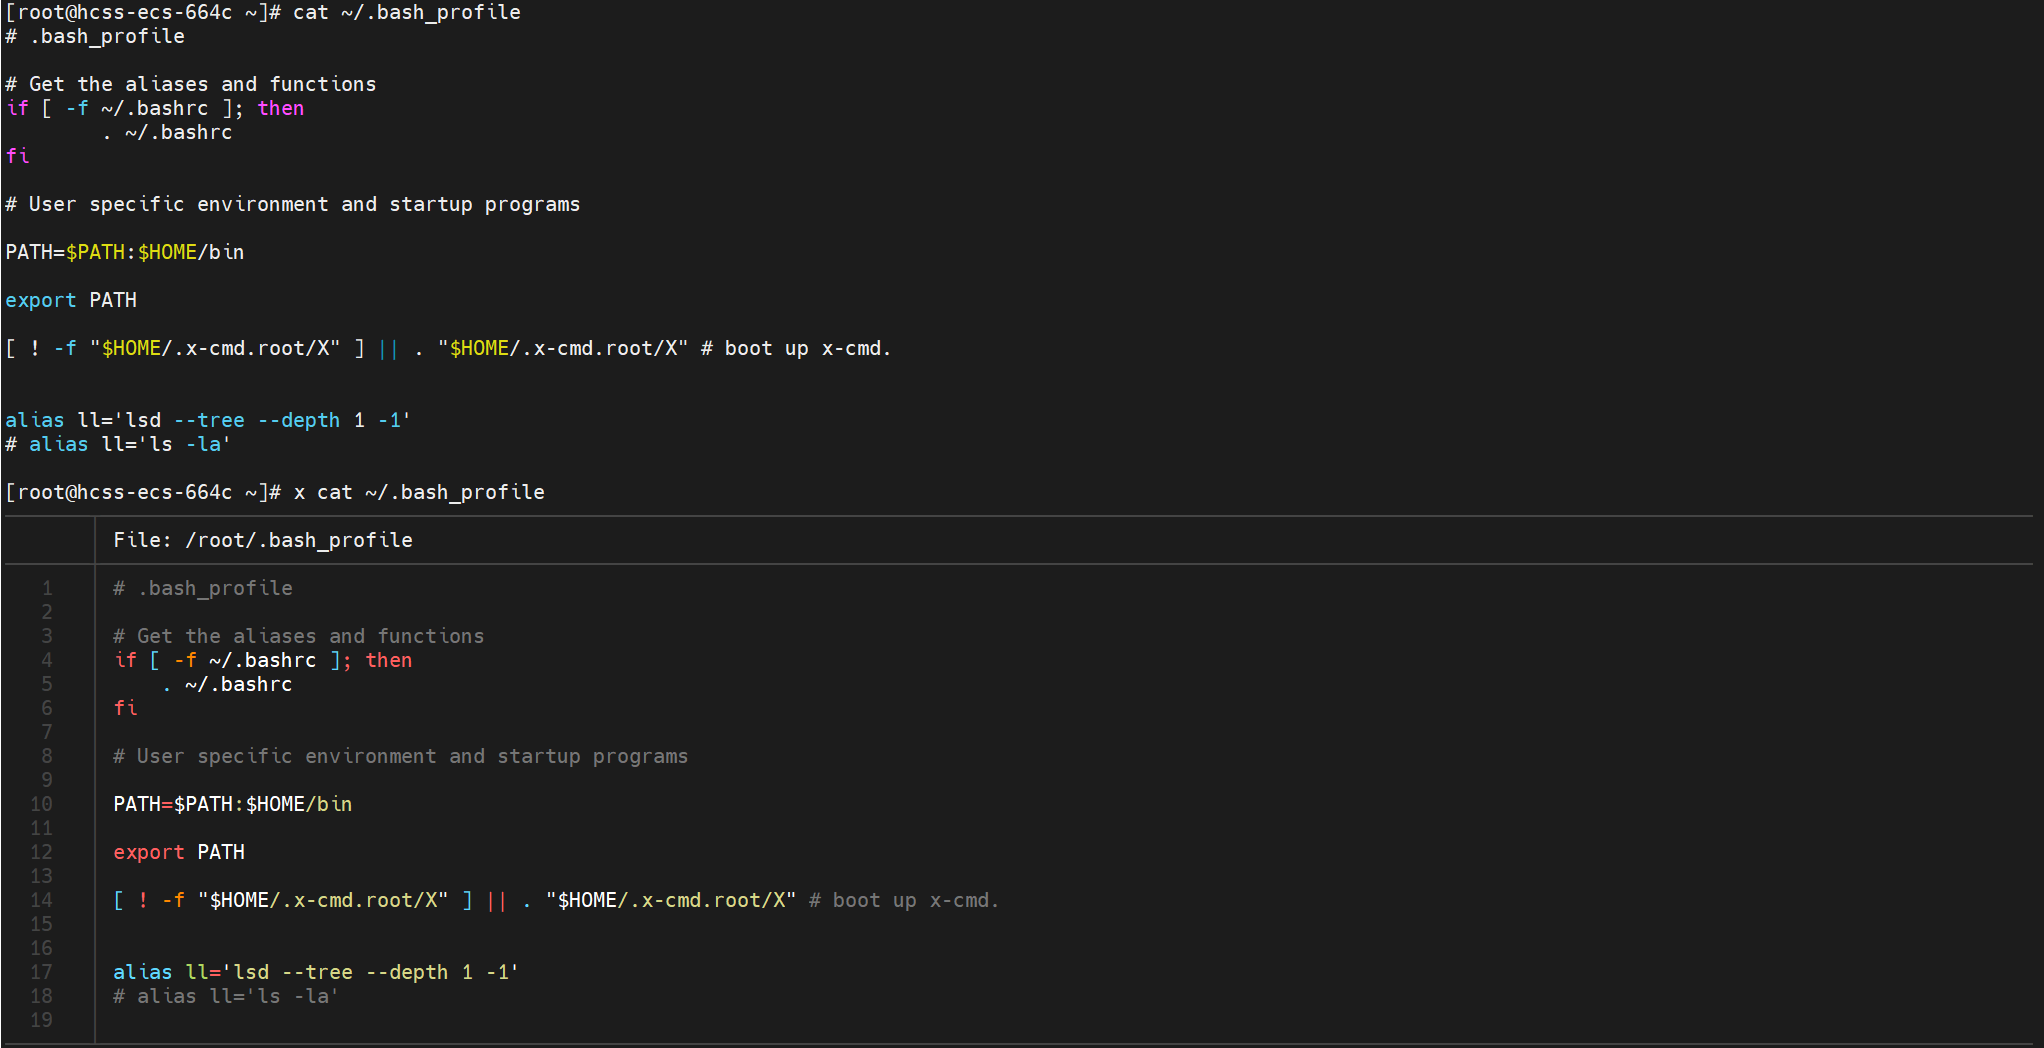 [root@hcss-ecs-664c ~]# cat ~/.bash_profile
# .bash_profile
# Get the aliases and functions
if [ -f ~/.bashrc ]; then
        . ~/.bashrc
fi
# User specific environment and startup programs
PATH=$PATH:$HOME/bin
export PATH
[ ! -f "$HOME/.x-cmd.root/X" ] || . "$HOME/.x-cmd.root/X" # boot up x-cmd.
alias ll='lsd --tree --depth 1 -1'
# alias ll='ls -la'
[root@hcss-ecs-664c ~]# x cat ~/.bash_profile
File: /root/.bash_profile
1 # .bash_profile
2
3 # Get the aliases and functions
4 if [ -f ~/.bashrc ]; then
5     . ~/.bashrc
6 fi
7
8 # User specific environment and startup programs
9
10 PATH=$PATH:$HOME/bin
11
12 export PATH
13
14 [ ! -f "$HOME/.x-cmd.root/X" ] || . "$HOME/.x-cmd.root/X" # boot up x-cmd.
15
16
17 alias ll='lsd --tree --depth 1 -1'
18 # alias ll='ls -la'
19